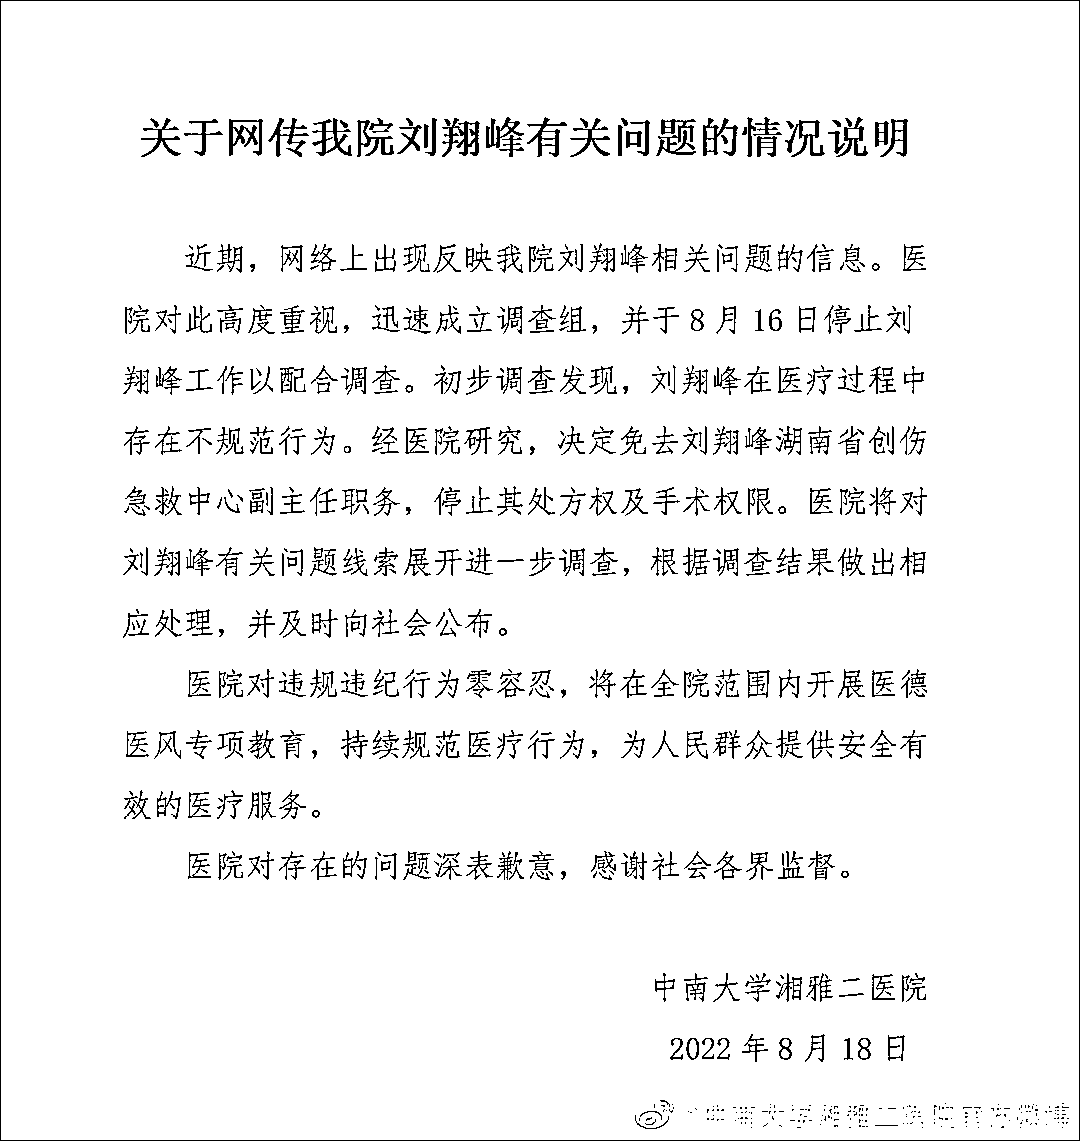 关于网传我院刘翔峰有关问题的情况说明
近期，网络上出现反映我院刘翔峰相关问题的信息。医
院对此高度重视，迅速成立调查组，并于 8 月 16 日停止刘
翔峰工作以配合调查。初步调查发现，刘翔峰在医疗过程中
存在不规范行为。经医院研究，决定免去刘翔峰湖南省创伤
急救中心副主任职务，停止其处方权及手术权限。医院将对
刘翔峰有关问题线索展开进一步调查，根据调查结果做出相
应处理，并及时向社会公布。
医院对违规违纪行为零容忍，将在全院范围内开展医德
医风专项教育，持续规范医疗行为，为人民群众提供安全有
效的医疗服务。
医院对存在的问题深表歉意，感谢社会各界监督。
中南大学湘雅二医院
2022 年 8 月 18 日
中南大学湘雅二医院官方微博